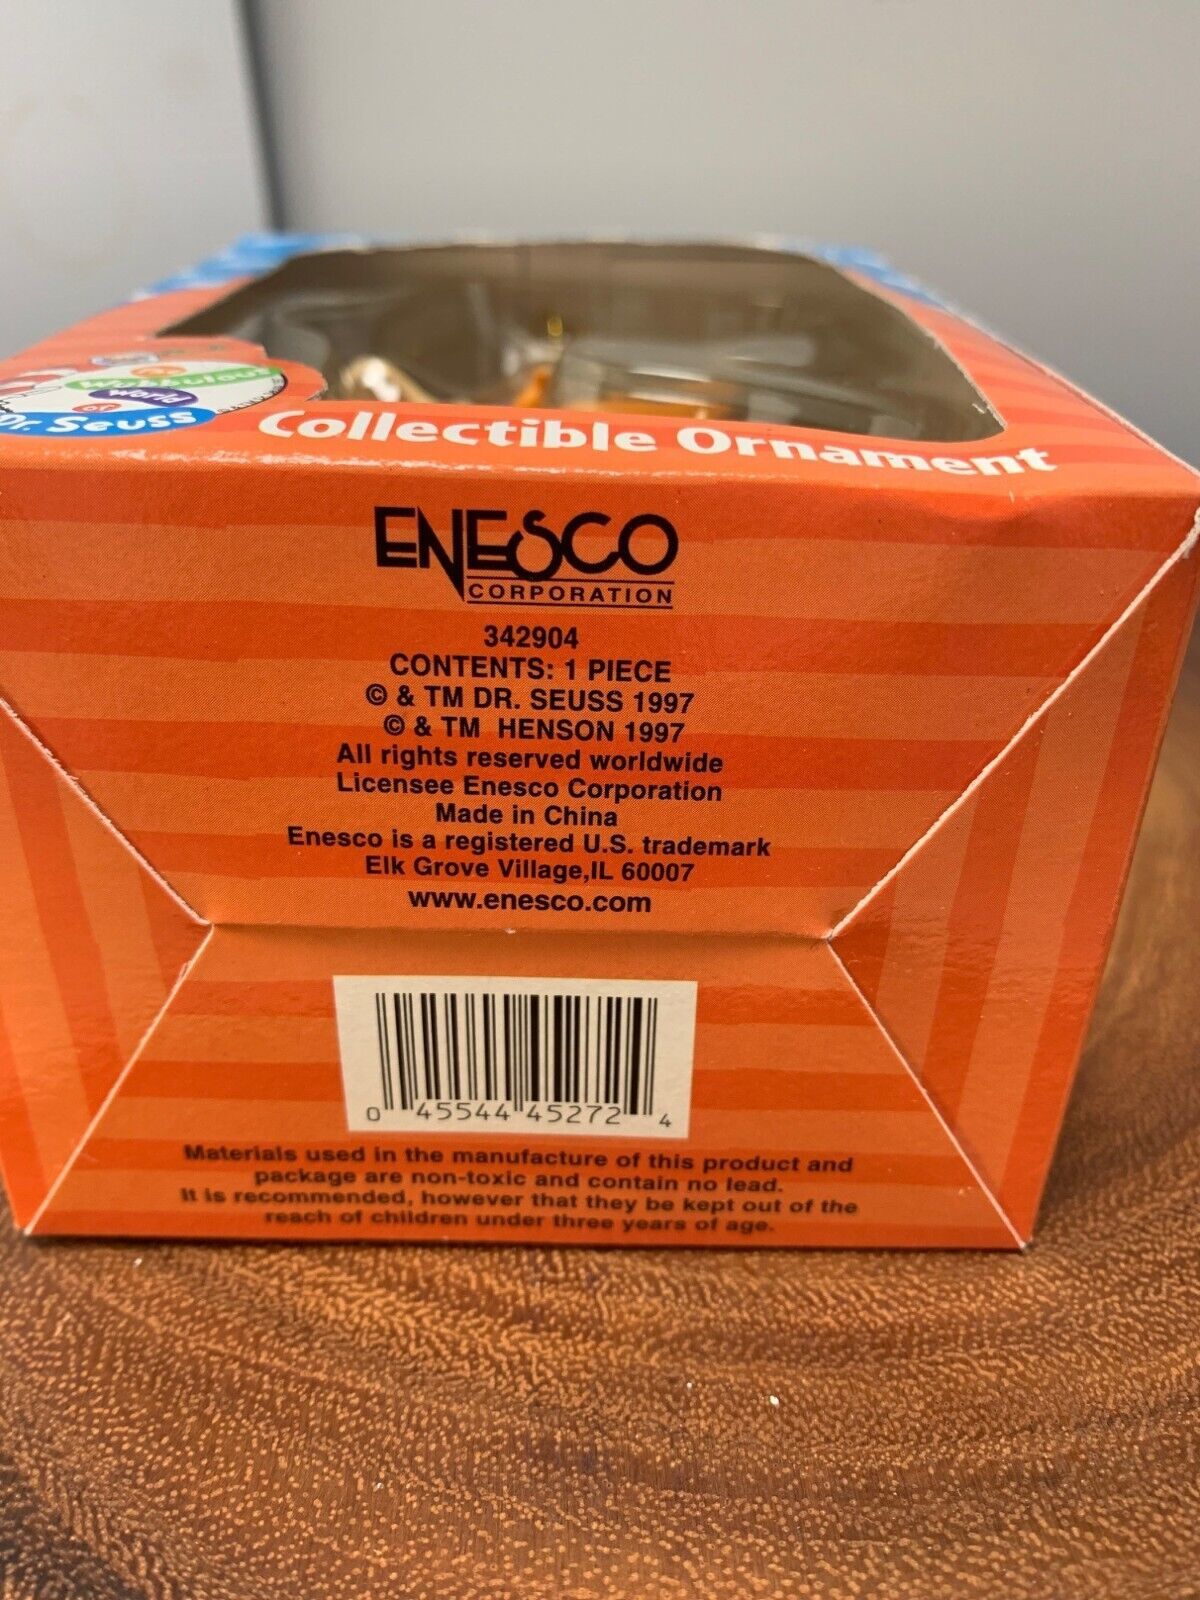 Wubbulous
World
of
Dr. Seuss
Collectible Ornament
ENESCO
CORPORATION
342904
CONTENTS: 1 PIECE
© & TM DR. SEUSS 1997
© & TM HENSON 1997
All rights reserved worldwide
Licensee Enesco Corporation
Made in China
Enesco is a registered U.S. trademark
Elk Grove Village,IL 60007
www.enesco.com
0 45544 45272 4
Materials used in the manufacture of this product and
package are non-toxic and contain no lead.
It is recommended, however that they be kept out of the
reach of children under three years of age.